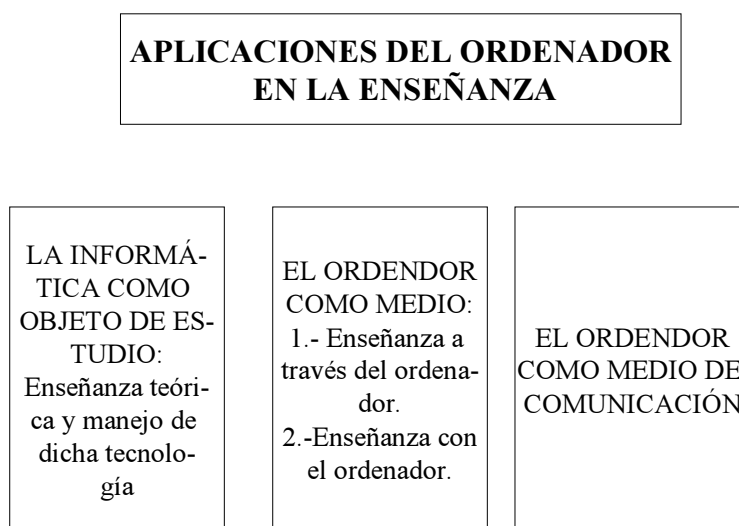 APLICACIONES DEL ORDENADOR
EN LA ENSEÑANZA
LA INFORMÁ-
TICA COMO
OBJETO DE ES-
TUDIO:
Enseñanza teóri-
ca y manejo de
dicha tecnolo-
gía
EL ORDENDOR
COMO MEDIO:
1.- Enseñanza a
través del ordena-
dor.
2.-Enseñanza con
el ordenador.
EL ORDENDOR
COMO MEDIO DE
COMUNICACIÓN